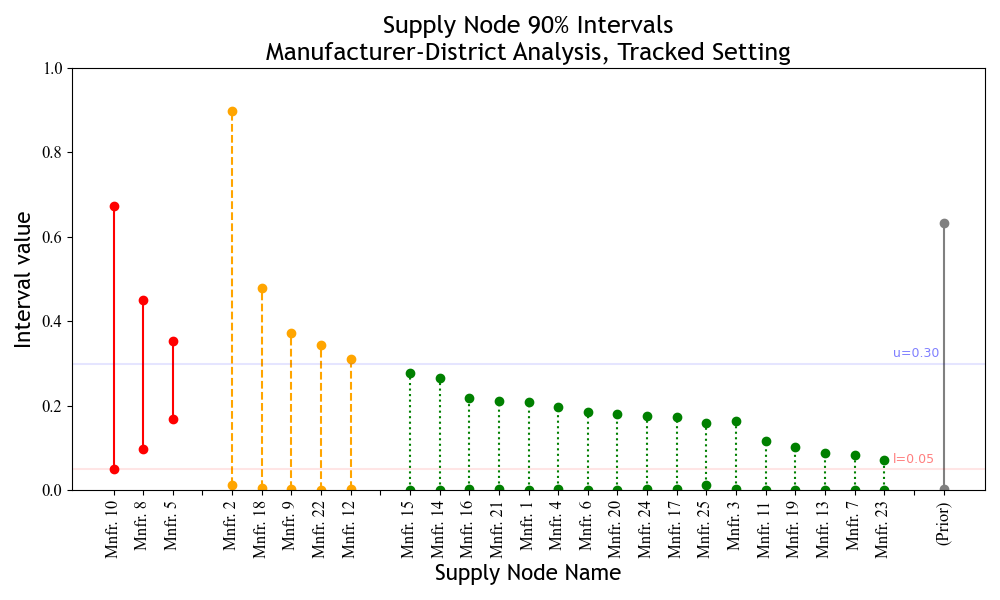 Supply Node 90% Intervals
Manufacturer-District Analysis, Tracked Setting
Interval value
1.0
0.8
0.6
0.4
0.2
0.0
u=0.30
l=0.05
Mnfr. 10
Mnfr. 8
Mnfr. 5
Mnfr. 2
Mnfr. 18
Mnfr. 9
Mnfr. 22
Mnfr. 12
Mnfr. 15
Mnfr. 14
Mnfr. 16
Mnfr. 21
Mnfr. 1
Mnfr. 4
Mnfr. 6
Mnfr. 20
Mnfr. 24
Mnfr. 17
Mnfr. 25
Mnfr. 3
Mnfr. 11
Mnfr. 19
Mnfr. 13
Mnfr. 7
Mnfr. 23
(Prior)
Supply Node Name